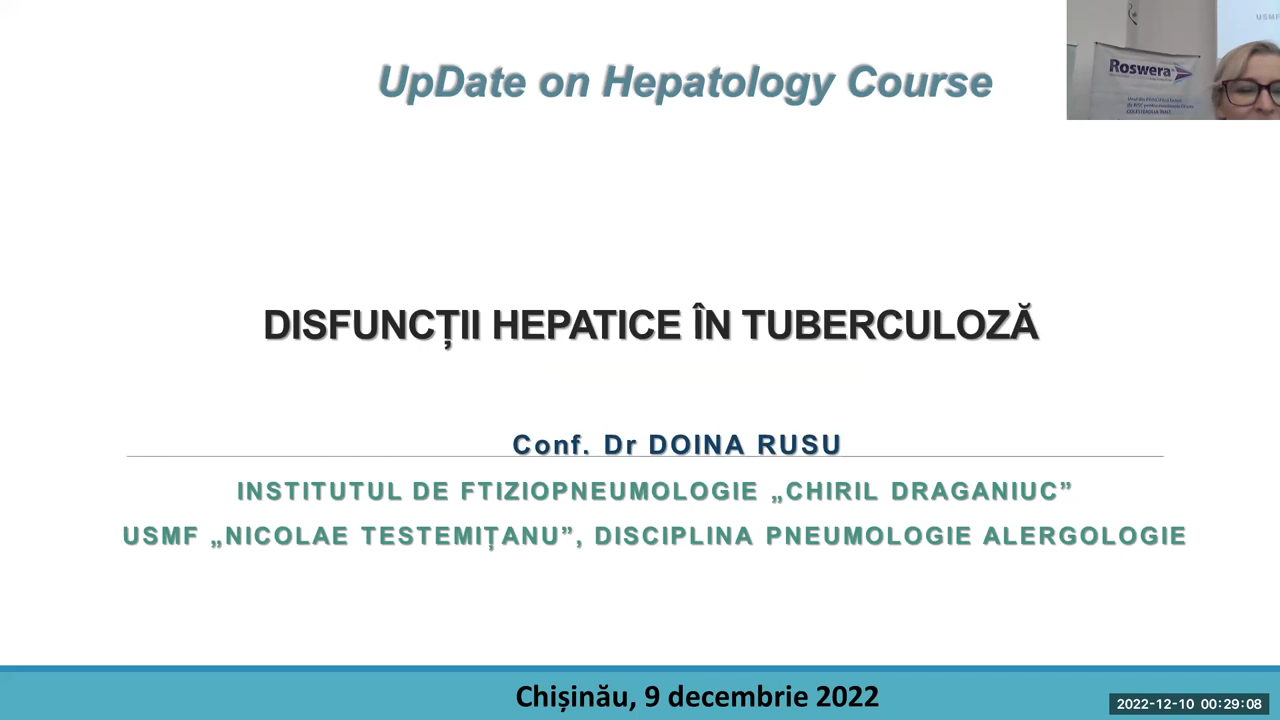 UpDate on Hepatology Course
USMF
Roswera
DISFUNCȚII HEPATICE ÎN TUBERCULOZĂ
Conf. Dr DOINA RUSU
INSTITUTUL DE FTIZIOPNEUMOLOGIE „CHIRIL DRAGANIUC”
USMF „NICOLAE TESTEMIȚANU”, DISCIPLINA PNEUMOLOGIE ALERGOLOGIE
Chișinău, 9 decembrie 2022
2022-12-10 00:29:08